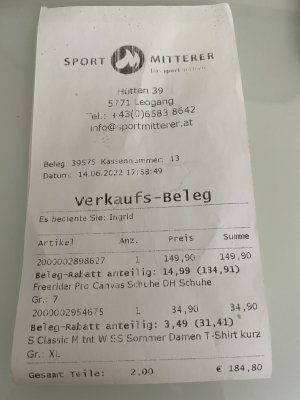 SPORT MITTERER
Hütten 39
5771 Leogang
Tel.: +43(0)6583 8642
info@sportmitterer.at
Beleg: 39575 Kassennummer: 13
Datum: 14.06.2022 17:58:49
Verkaufs-Beleg
Es bediente Sie: Ingrid
Artikel Anz. Preis Summe
2000002898627 1 149,90 149,90
Beleg-Rabatt anteilig: 14,99 (134,91)
Freerider Pro Canvas Schuhe DH Schuhe
Gr.: 7
2000002954675 1 34,90 34,90
Beleg-Rabatt anteilig: 3,49 (31,41)
S Classic M tnt W SS Sommer Damen T-Shirt kurz
Gr.: XL
Gesamt Teile: 2,00 € 184,80